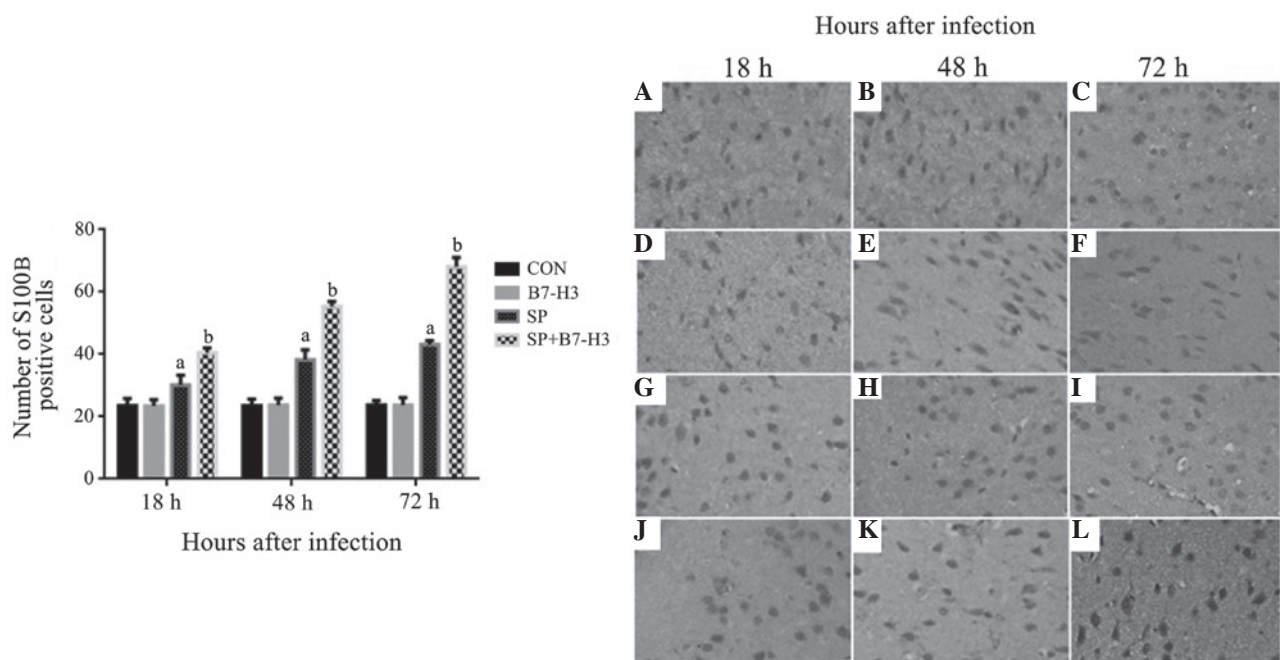 Number of S100B
positive cells
80
60
40
20
0
a
b
a
b
a
b
18 h
48 h
72 h
Hours after infection
CON
B7-H3
SP
SP+B7-H3
Hours after infection
18 h
48 h
72 h
A
B
C
D
E
F
G
H
I
J
K
L